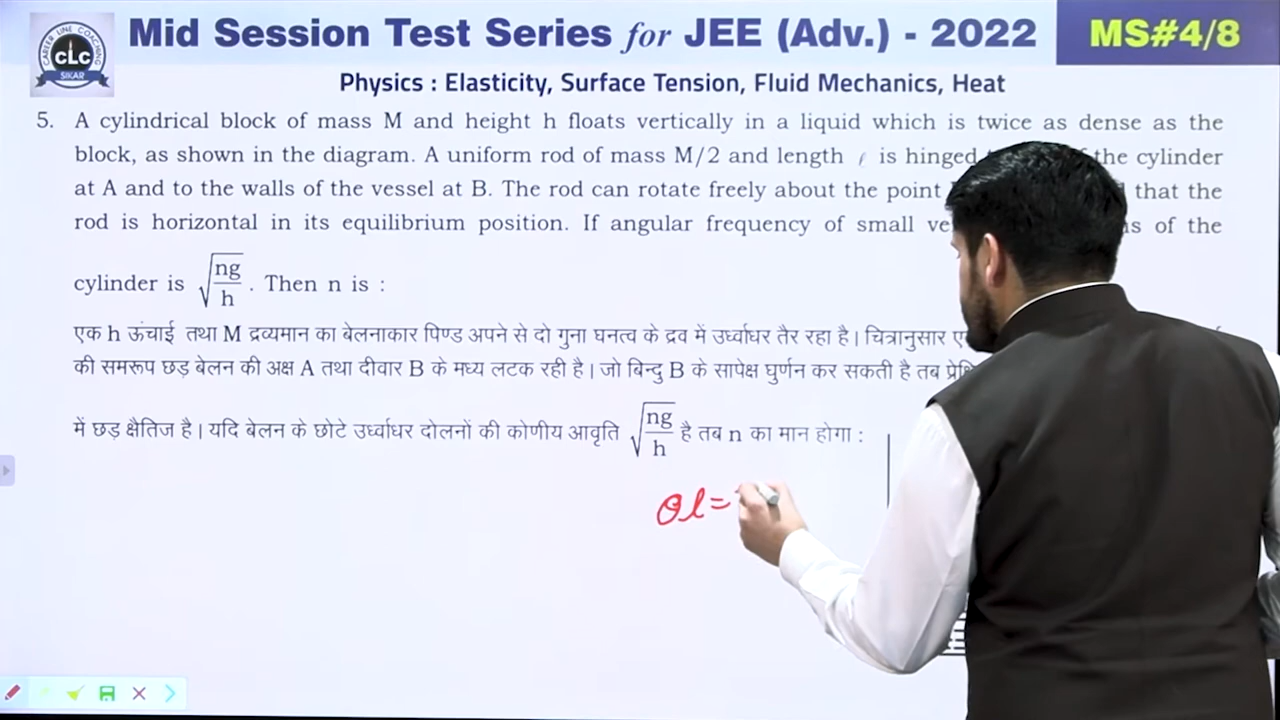 Mid Session Test Series for JEE (Adv.) - 2022
MS#4/8
CAREER LINE COACHING
CLC
SIKAR
Physics : Elasticity, Surface Tension, Fluid Mechanics, Heat
5. A cylindrical block of mass M and height h floats vertically in a liquid which is twice as dense as the
block, as shown in the diagram. A uniform rod of mass M/2 and length ℓ is hinged the cylinder
at A and to the walls of the vessel at B. The rod can rotate freely about the point that the
rod is horizontal in its equilibrium position. If angular frequency of small of the
cylinder is √(ng/h) . Then n is :
एक h ऊंचाई तथा M द्रव्यमान का बेलनाकार पिण्ड अपने से दो गुना घनत्व के द्रव में उर्ध्वाधर तैर रहा है। चित्रानुसार
की समरूप छड़ बेलन की अक्ष A तथा दीवार B के मध्य लटक रही है। जो बिन्दु B के सापेक्ष घुर्णन कर सकती है तब
में छड़ क्षैतिज है। यदि बेलन के छोटे उर्ध्वाधर दोलनों की कोणीय आवृति √(ng/h) है तब n का मान होगा :
θl=